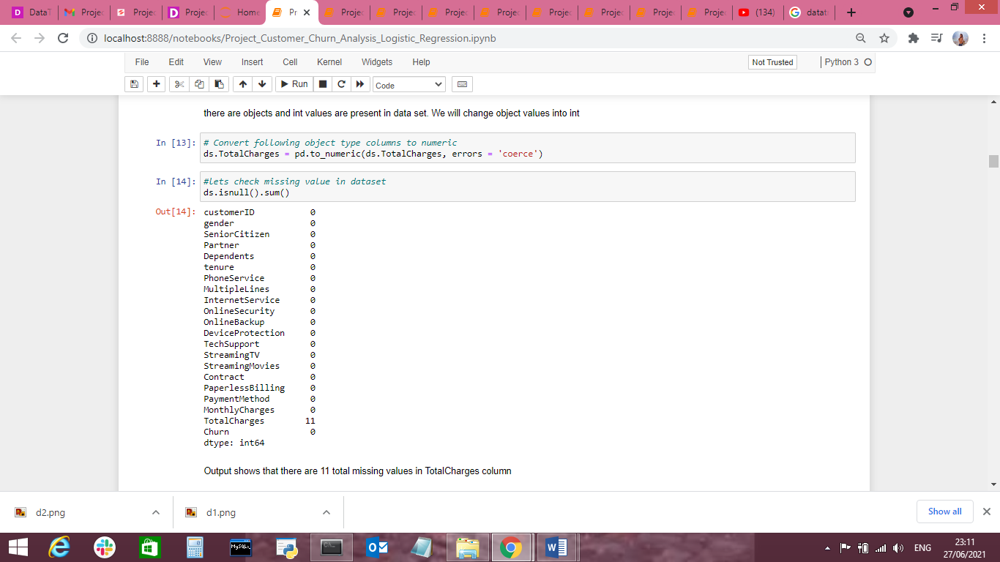 DataT
Projec
Projec
Projec
Home
Pr
Projec
Projec
Projec
Projec
Projec
Projec
Projec
Projec
(134)
datat
localhost:8888/notebooks/Project_Customer_Churn_Analysis_Logistic_Regression.ipynb
File Edit View Insert Cell Kernel Widgets Help Not Trusted Python 3
Run Code
there are objects and int values are present in data set. We will change object values into int
In [13]: # Convert following object type columns to numeric
ds.TotalCharges = pd.to_numeric(ds.TotalCharges, errors = 'coerce')
In [14]: #lets check missing value in dataset
ds.isnull().sum()
Out[14]: customerID 0
gender 0
SeniorCitizen 0
Partner 0
Dependents 0
tenure 0
PhoneService 0
MultipleLines 0
InternetService 0
OnlineSecurity 0
OnlineBackup 0
DeviceProtection 0
TechSupport 0
StreamingTV 0
StreamingMovies 0
Contract 0
PaperlessBilling 0
PaymentMethod 0
MonthlyCharges 0
TotalCharges 11
Churn 0
dtype: int64
Output shows that there are 11 total missing values in TotalCharges column
d2.png
d1.png
Show all
MySQL
ENG
23:11
27/06/2021